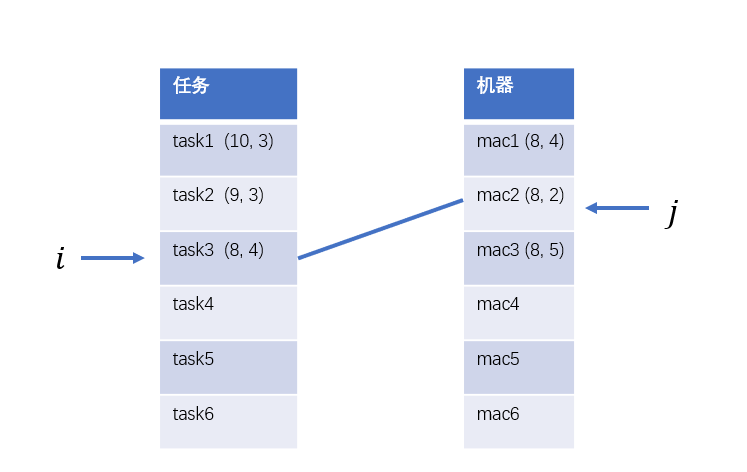 任务
机器
task1 (10, 3)
mac1 (8, 4)
task2 (9, 3)
mac2 (8, 2)
j
i
task3 (8, 4)
mac3 (8, 5)
task4
mac4
task5
mac5
task6
mac6